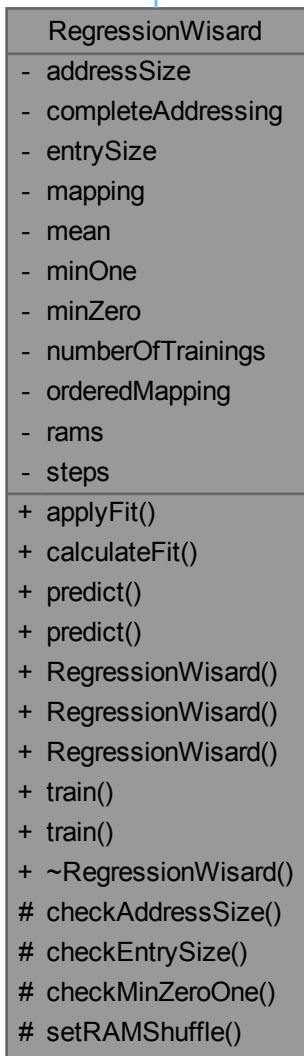 RegressionWisard
- addressSize
- completeAddressing
- entrySize
- mapping
- mean
- minOne
- minZero
- numberOfTrainings
- orderedMapping
- rams
- steps
+ applyFit()
+ calculateFit()
+ predict()
+ predict()
+ RegressionWisard()
+ RegressionWisard()
+ RegressionWisard()
+ train()
+ train()
+ ~RegressionWisard()
# checkAddressSize()
# checkEntrySize()
# checkMinZeroOne()
# setRAMShuffle()